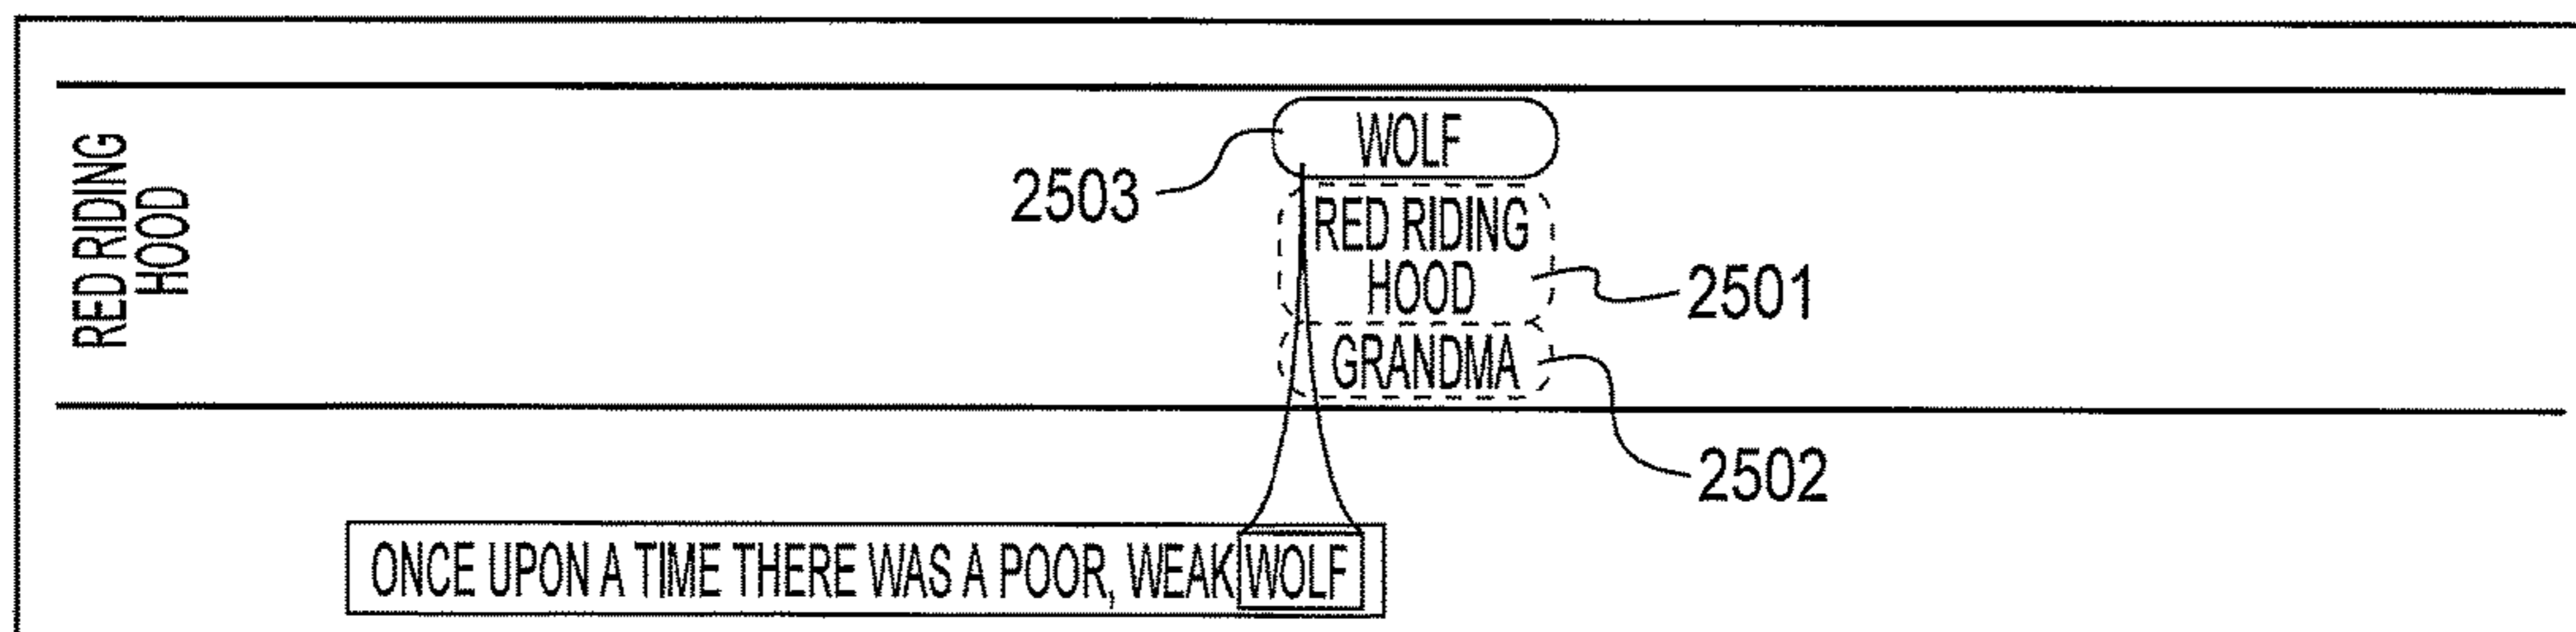 RED RIDING
HOOD
2503
WOLF
RED RIDING
HOOD
2501
GRANDMA
2502
ONCE UPON A TIME THERE WAS A POOR, WEAK WOLF